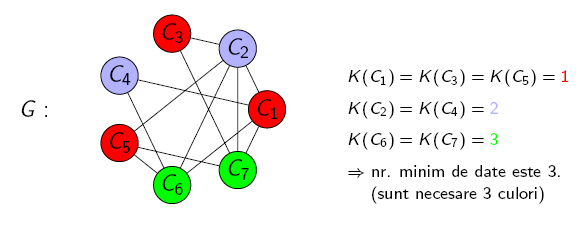 G :
C3
C2
C4
C1
C5
C6
C7
K(C1) = K(C3) = K(C5) = 1
K(C2) = K(C4) = 2
K(C6) = K(C7) = 3
⇒ nr. minim de date este 3.
(sunt necesare 3 culori)